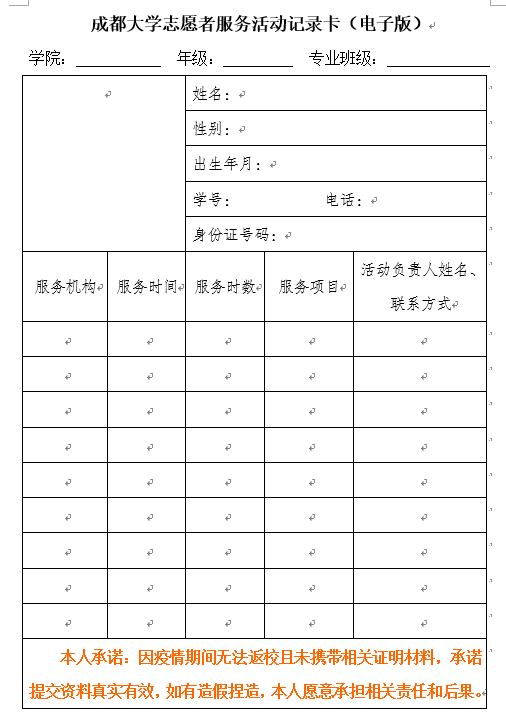 成都大学志愿者服务活动记录卡（电子版）
学院：　年级：　专业班级：
姓名：
性别：
出生年月：
学号：　电话：
身份证号码：
服务机构　服务时间　服务时数　服务项目　活动负责人姓名、
联系方式
本人承诺：因疫情期间无法返校且未携带相关证明材料，承诺
提交资料真实有效，如有造假捏造，本人愿意承担相关责任和后果。